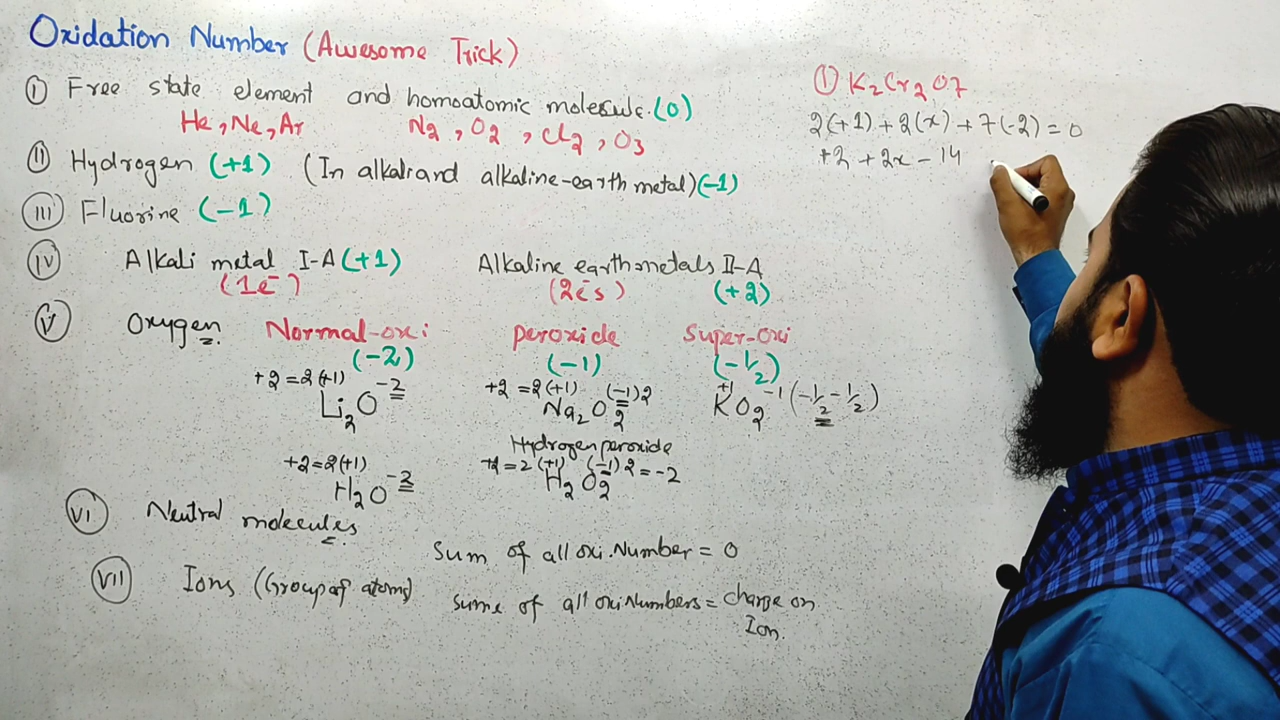 Oxidation Number (Awesome Trick)
(I) Free state element and homoatomic molesule.(0)
He, Ne, Ar N2, O2, Cl2, O3
(II) Hydrogen (+1) (In alkali and alkaline-earth metal)(-1)
(III) Fluorine (-1)
(IV) Alkali metal I-A (+1) Alkaline earth metals II-A
(1e-) (2e-s) (+2)
(V) Oxygen Normal-oxi peroxide Super-oxi
(-2) (-1) (-1/2)
+2=2(+1) -2 +2=2(+1) (-1)2 +1 -1 (-1/2-1/2)
Li2O Na2O2 KO2
Hydrogen peroxide
+2=2(+1) -2 +2=2(+1) (-1)2=-2
H2O H2O2
(VI) Neutral molecules
Sum of all oxi.Number = 0
(VII) Ions (Group of atoms)
Sume of all oxi Numbers = charge on
Ion.
(1) K2Cr2O7
2(+1)+2(x)+7(-2)=0
+2+2x-14